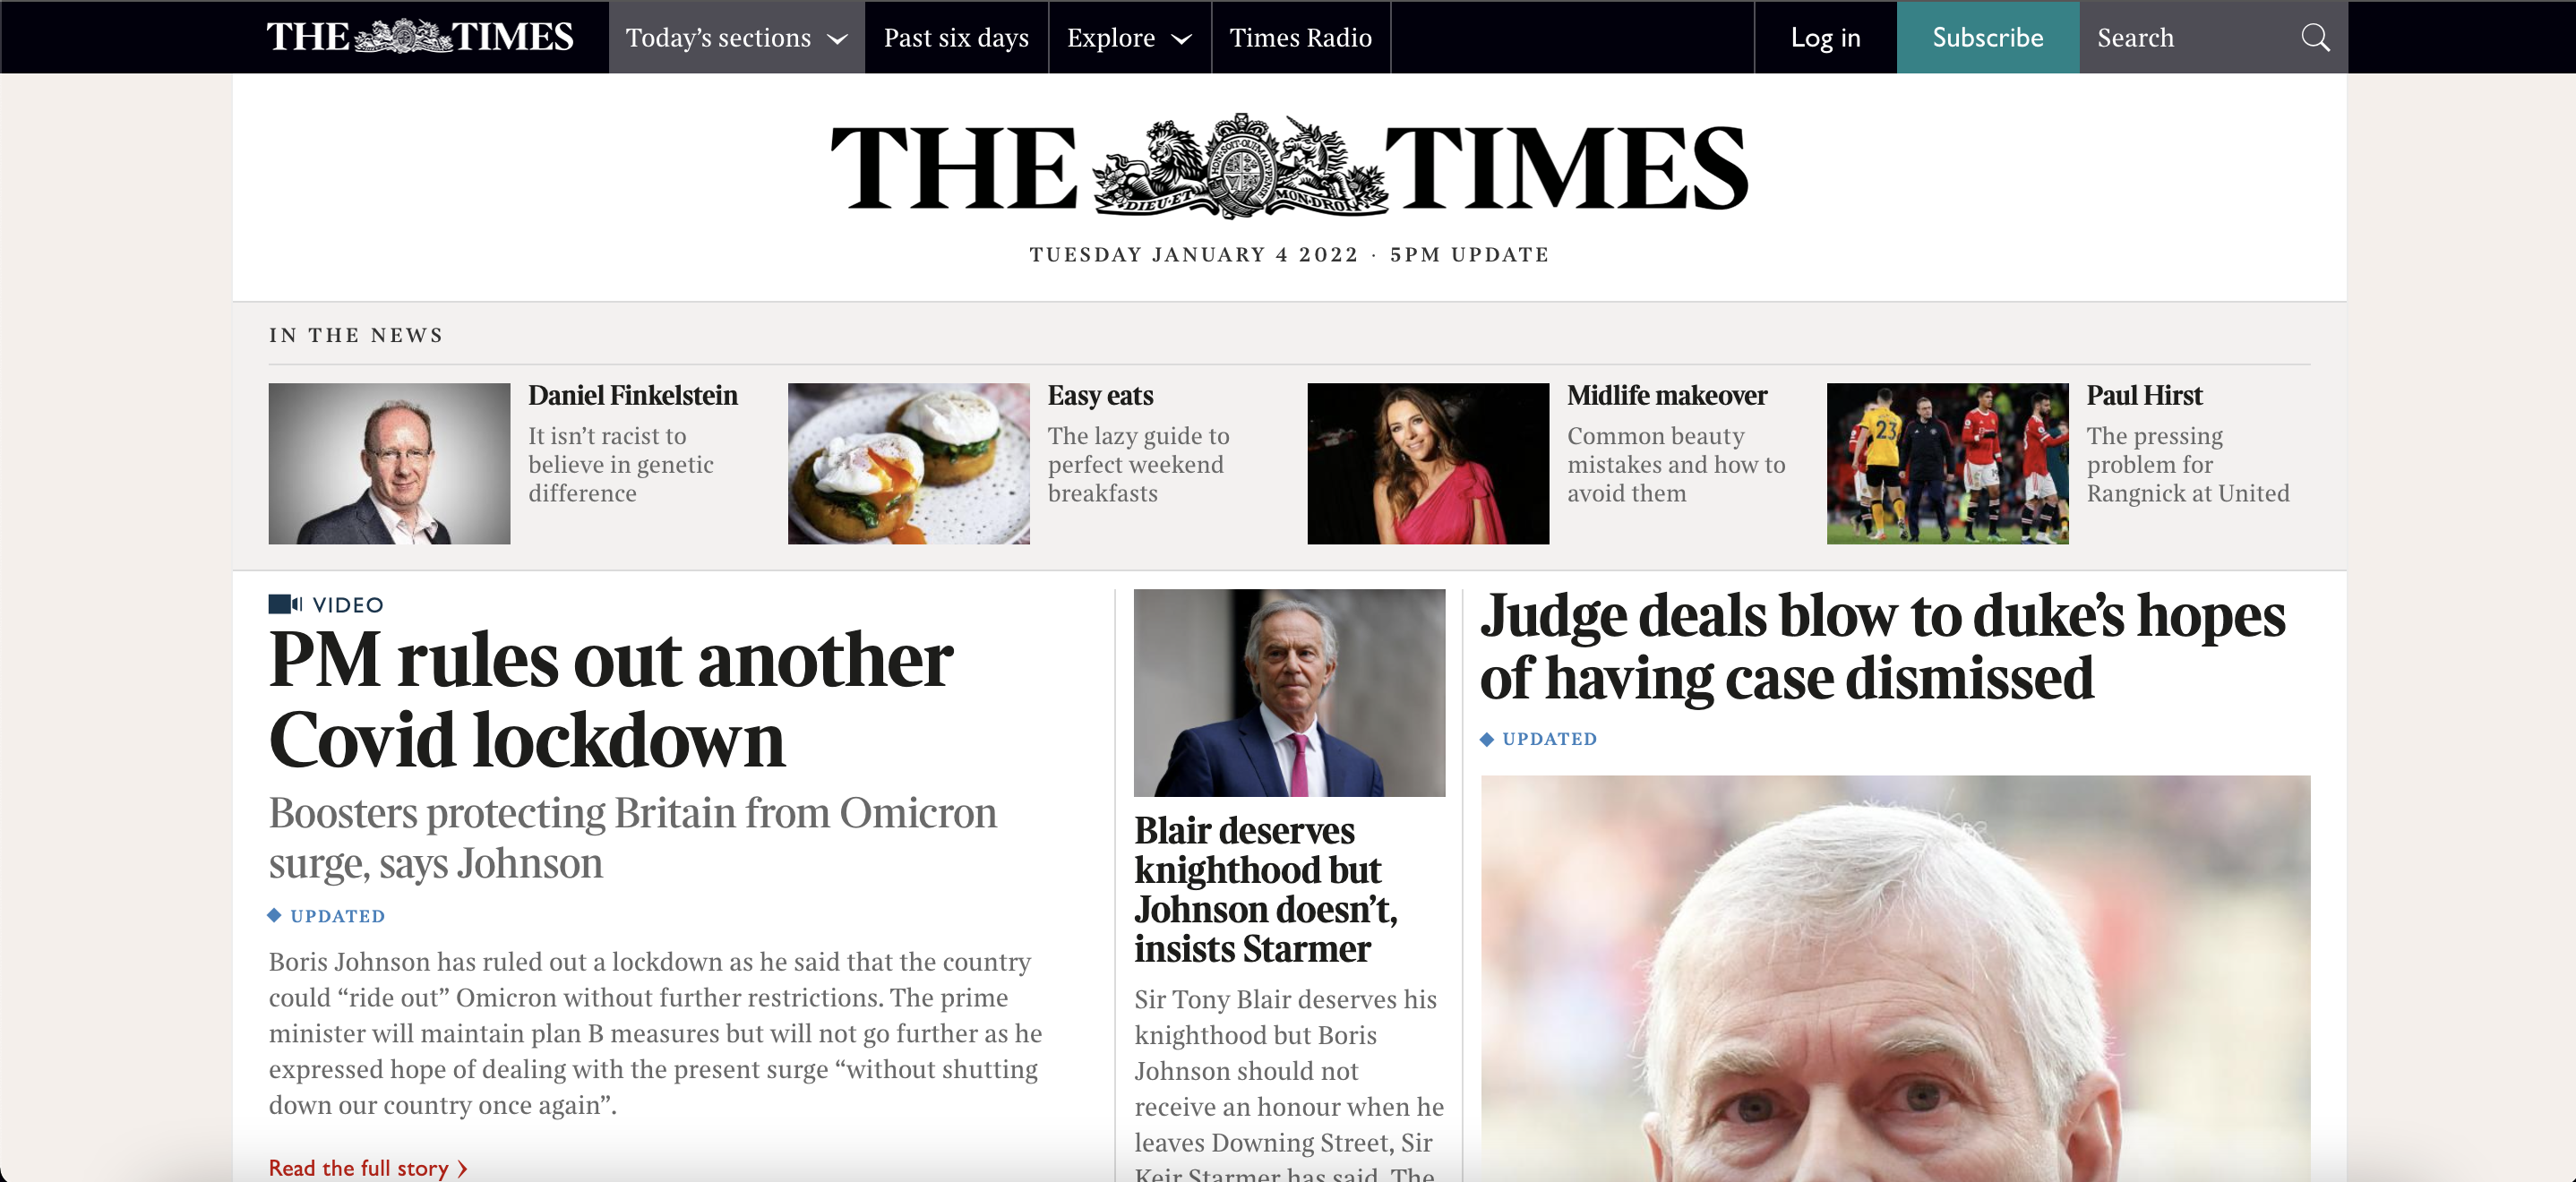 THE TIMES
Today’s sections
Past six days
Explore
Times Radio
Log in
Subscribe
Search
THE TIMES
DIEU·ET MON·DROIT
TUESDAY JANUARY 4 2022 · 5PM UPDATE
IN THE NEWS
Daniel Finkelstein
It isn’t racist to
believe in genetic
difference
Easy eats
The lazy guide to
perfect weekend
breakfasts
Midlife makeover
Common beauty
mistakes and how to
avoid them
23
Paul Hirst
The pressing
problem for
Rangnick at United
VIDEO
PM rules out another
Covid lockdown
Boosters protecting Britain from Omicron
surge, says Johnson
UPDATED
Boris Johnson has ruled out a lockdown as he said that the country
could “ride out” Omicron without further restrictions. The prime
minister will maintain plan B measures but will not go further as he
expressed hope of dealing with the present surge “without shutting
down our country once again”.
Read the full story
Blair deserves
knighthood but
Johnson doesn’t,
insists Starmer
Sir Tony Blair deserves his
knighthood but Boris
Johnson should not
receive an honour when he
leaves Downing Street, Sir
Keir Starmer has said. The
Judge deals blow to duke’s hopes
of having case dismissed
UPDATED